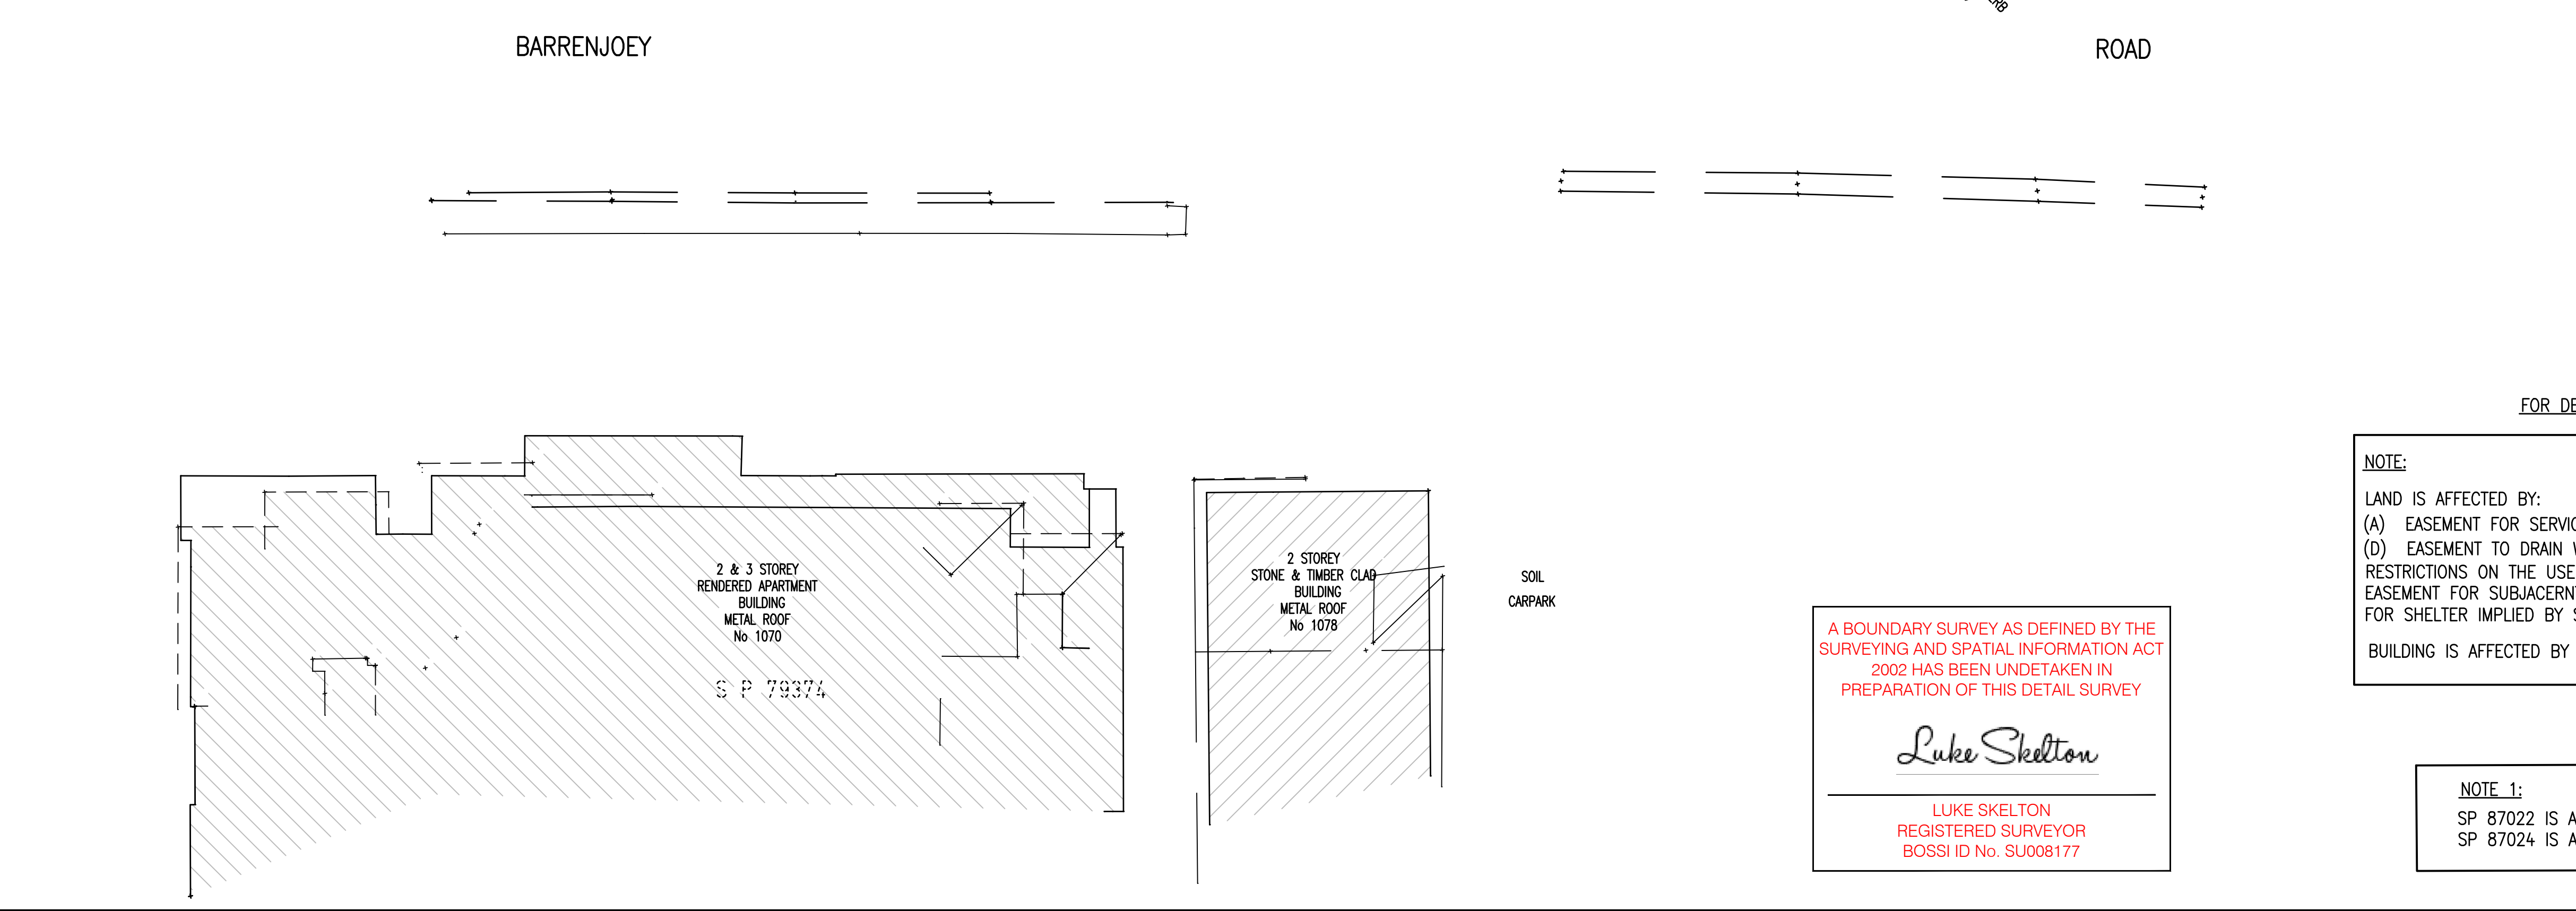 BARRENJOEY
ROAD
2 & 3 STOREY
RENDERED APARTMENT
BUILDING
METAL ROOF
No 1070
S P 79374
2 STOREY
STONE & TIMBER CLAD
BUILDING
METAL ROOF
No 1078
SOIL
CARPARK
A BOUNDARY SURVEY AS DEFINED BY THE
SURVEYING AND SPATIAL INFORMATION ACT
2002 HAS BEEN UNDETAKEN IN
PREPARATION OF THIS DETAIL SURVEY
Luke Skelton
LUKE SKELTON
REGISTERED SURVEYOR
BOSSI ID No. SU008177
FOR DE
NOTE:
LAND IS AFFECTED BY:
(A) EASEMENT FOR SERVIC
(D) EASEMENT TO DRAIN
RESTRICTIONS ON THE USE
EASEMENT FOR SUBJACERN
FOR SHELTER IMPLIED BY S
BUILDING IS AFFECTED BY
NOTE 1:
SP 87022 IS A
SP 87024 IS A